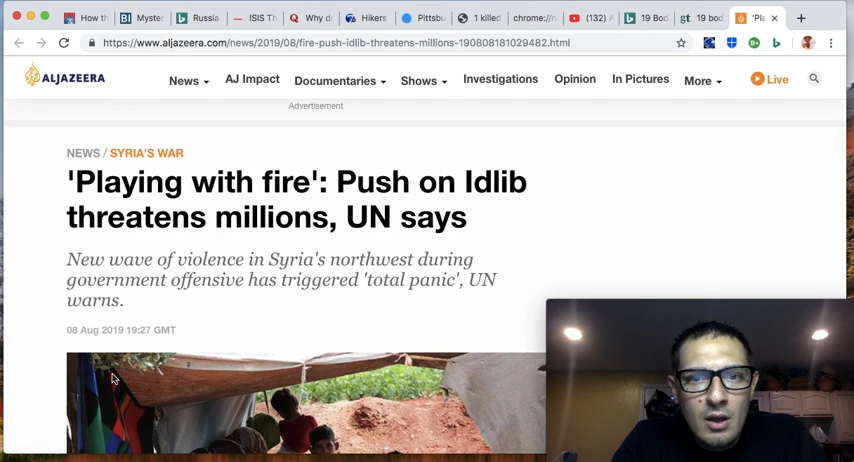 How th
Myster
Russia
ISIS Tl
Why do
Hikers
Pittsbu
1 killed
chrome://n
(132) A
19 Bod
19 bod
'Pla
https://www.aljazeera.com/news/2019/08/fire-push-idlib-threatens-millions-190808181029482.html
ALJAZEERA
News
AJ Impact
Documentaries
Shows
Investigations
Opinion
In Pictures
More
Live
Advertisement
NEWS / SYRIA'S WAR
'Playing with fire': Push on Idlib
threatens millions, UN says
New wave of violence in Syria's northwest during
government offensive has triggered 'total panic', UN
warns.
08 Aug 2019 19:27 GMT